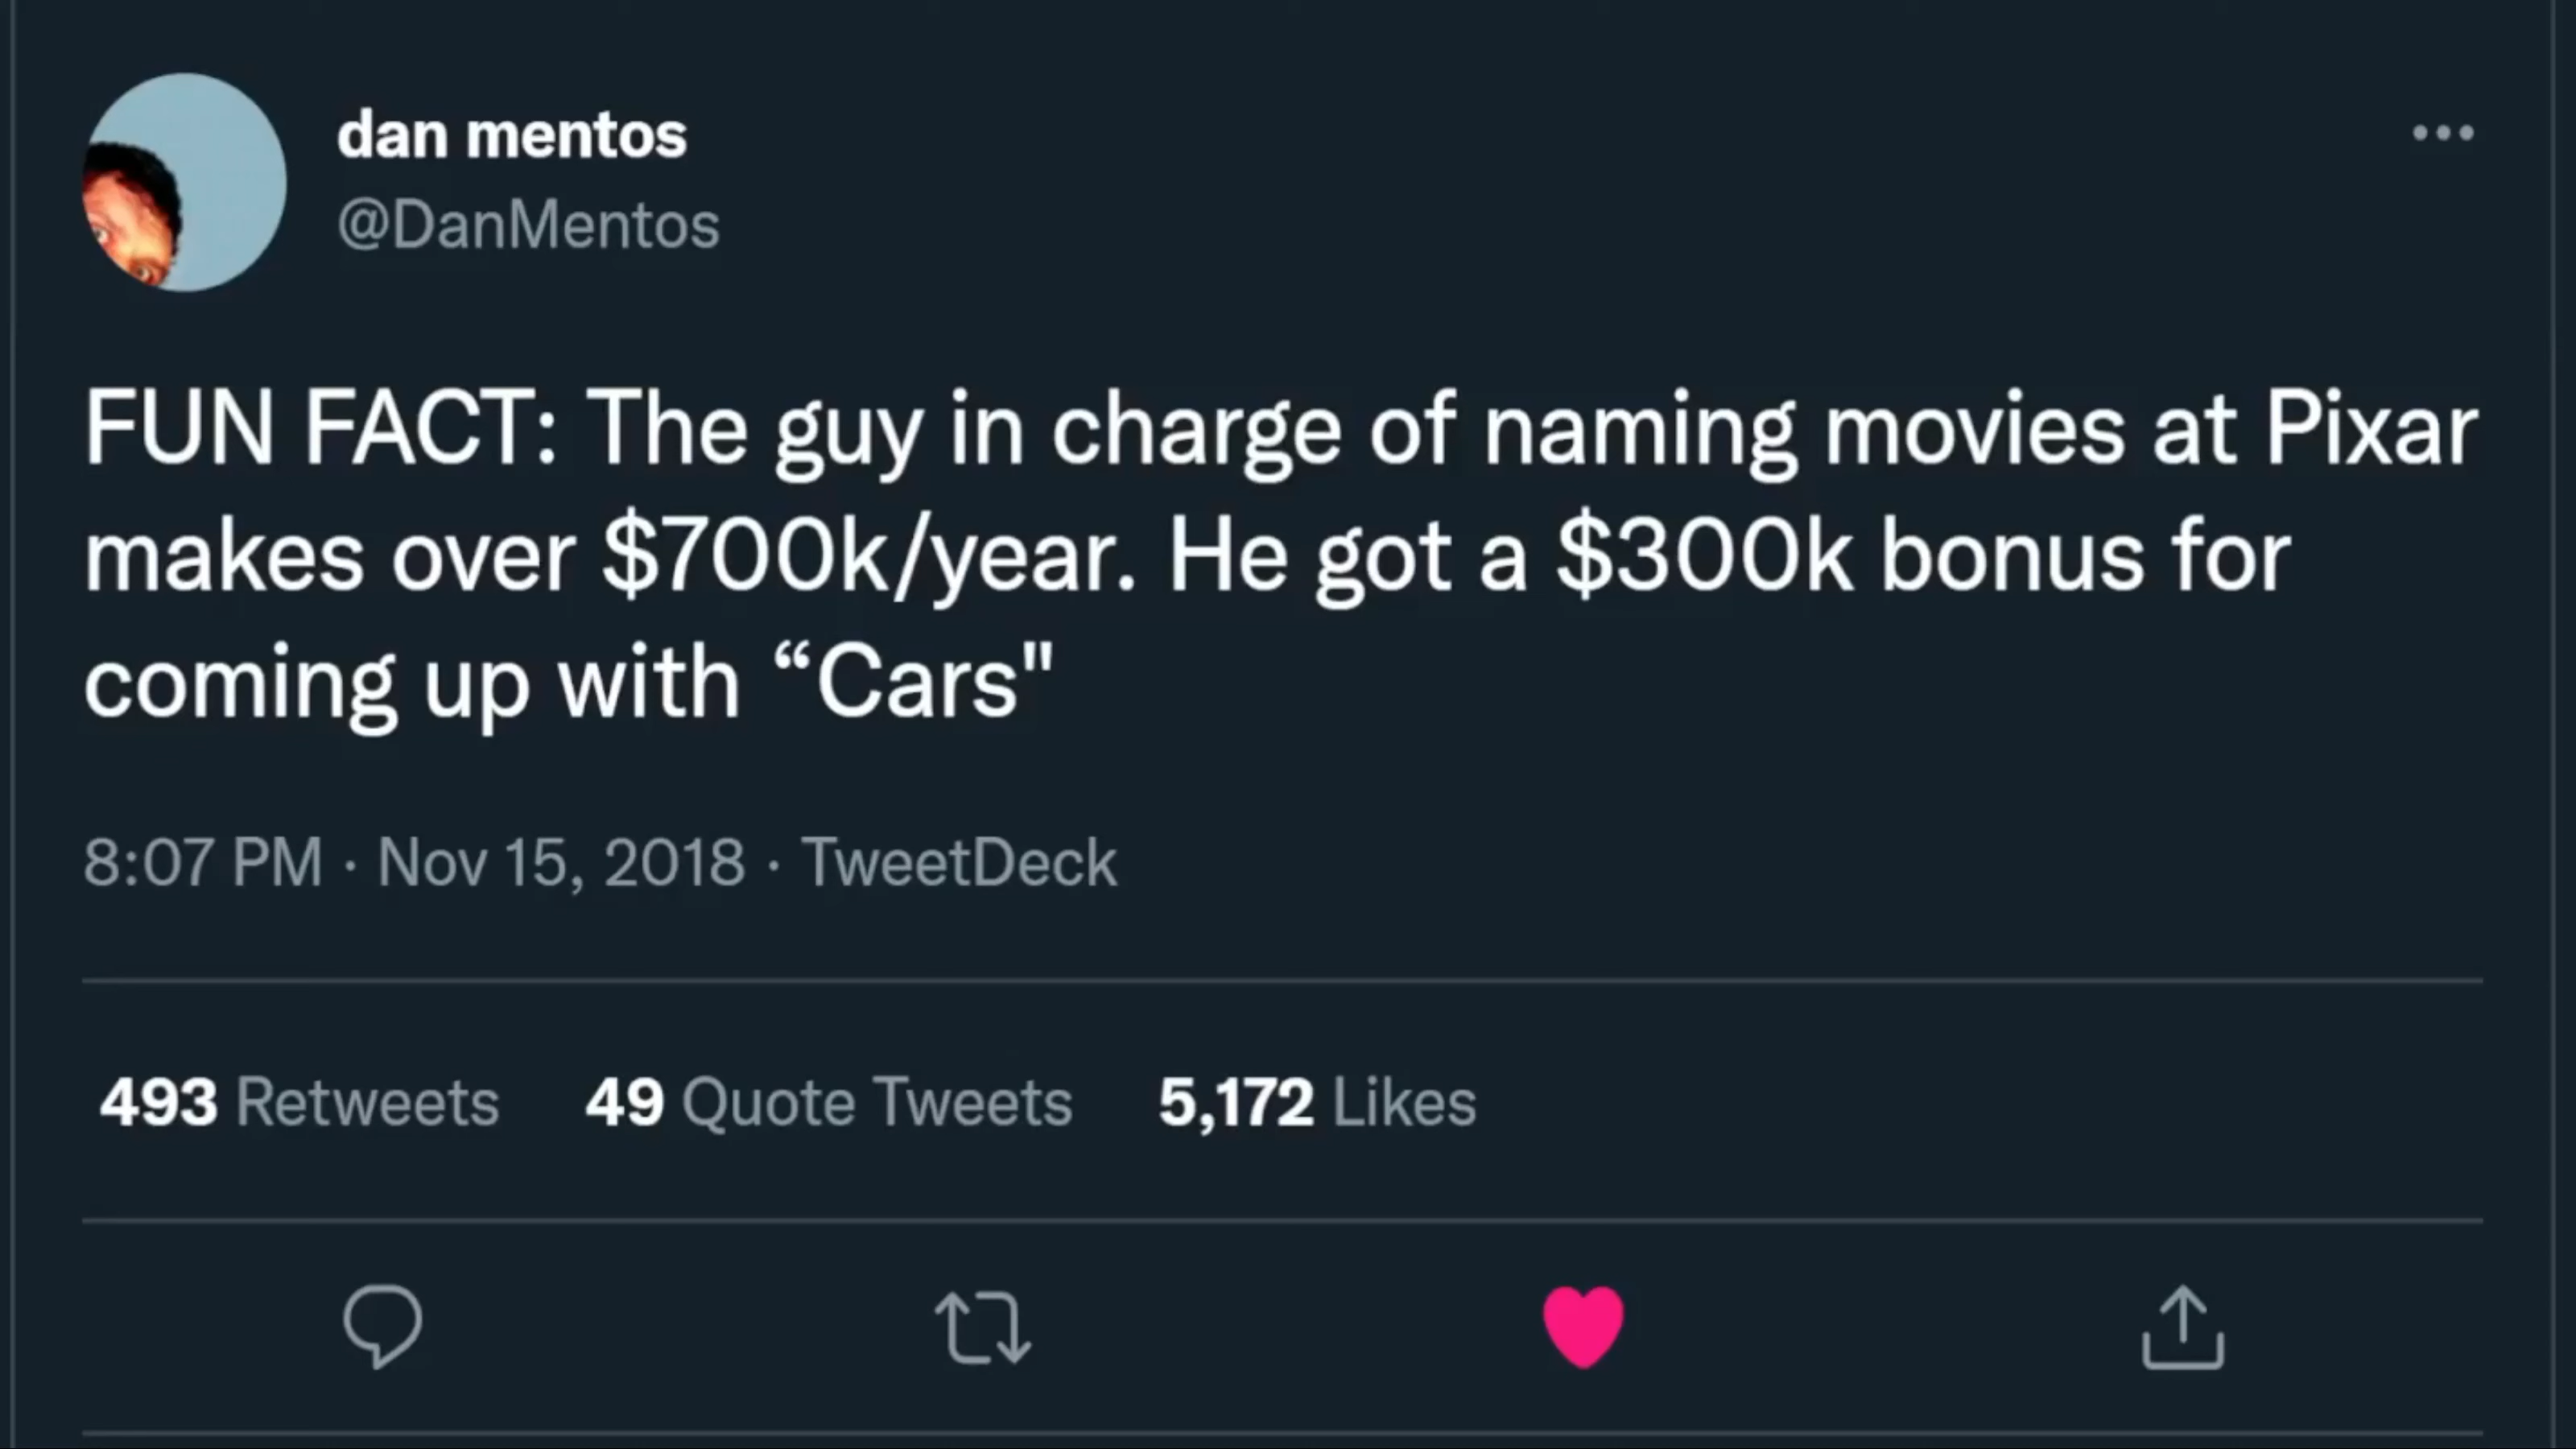 dan mentos
@DanMentos
FUN FACT: The guy in charge of naming movies at Pixar
makes over $700k/year. He got a $300k bonus for
coming up with “Cars"
8:07 PM · Nov 15, 2018 · TweetDeck
493 Retweets 49 Quote Tweets 5,172 Likes